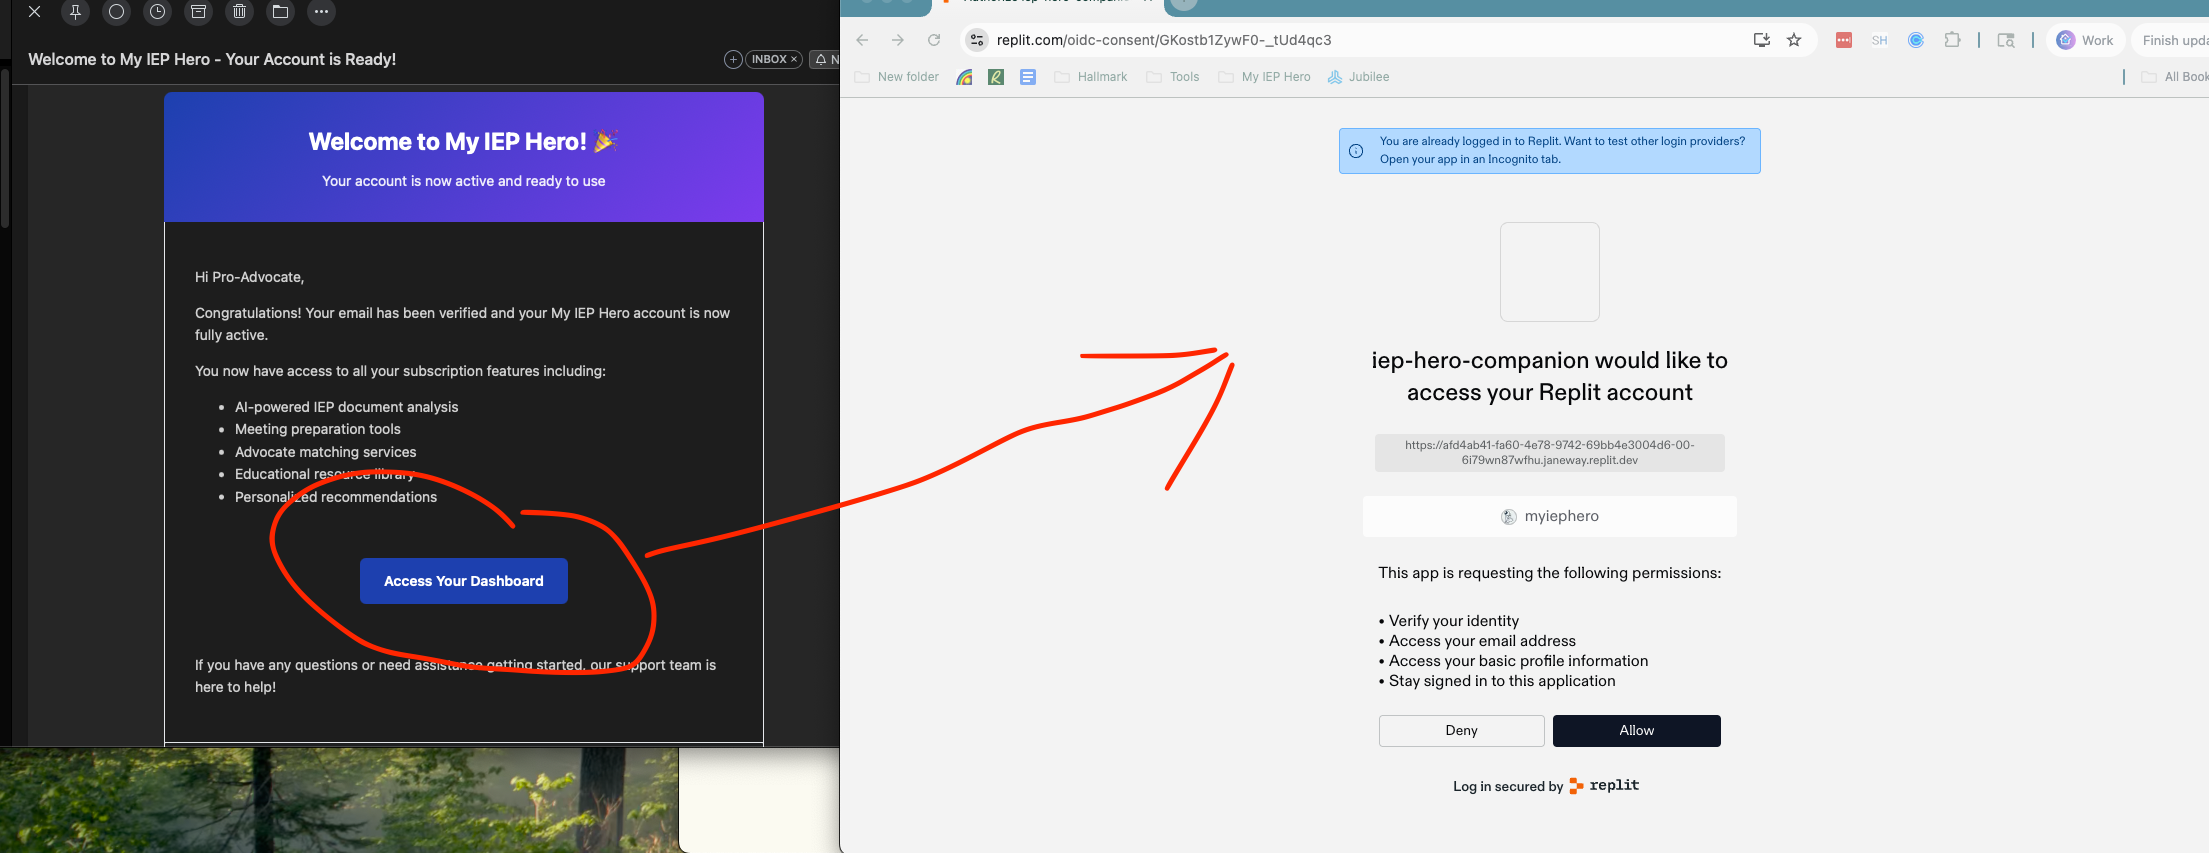 Welcome to My IEP Hero - Your Account is Ready!
INBOX ×
N
Welcome to My IEP Hero! 🎉
Your account is now active and ready to use
Hi Pro-Advocate,
Congratulations! Your email has been verified and your My IEP Hero account is now
fully active.
You now have access to all your subscription features including:
• AI-powered IEP document analysis
• Meeting preparation tools
• Advocate matching services
• Educational resource library
• Personalized recommendations
Access Your Dashboard
If you have any questions or need assistance getting started, our support team is
here to help!
replit.com/oidc-consent/GKostb1ZywF0-_tUd4qc3
SH
Work
Finish upda
New folder
Hallmark
Tools
My IEP Hero
Jubilee
All Book
You are already logged in to Replit. Want to test other login providers?
Open your app in an Incognito tab.
iep-hero-companion would like to
access your Replit account
https://afd4ab41-fa60-4e78-9742-69bb4e3004d6-00-
6i79wn87wfhu.janeway.replit.dev
myiephero
This app is requesting the following permissions:
• Verify your identity
• Access your email address
• Access your basic profile information
• Stay signed in to this application
Deny
Allow
Log in secured by replit